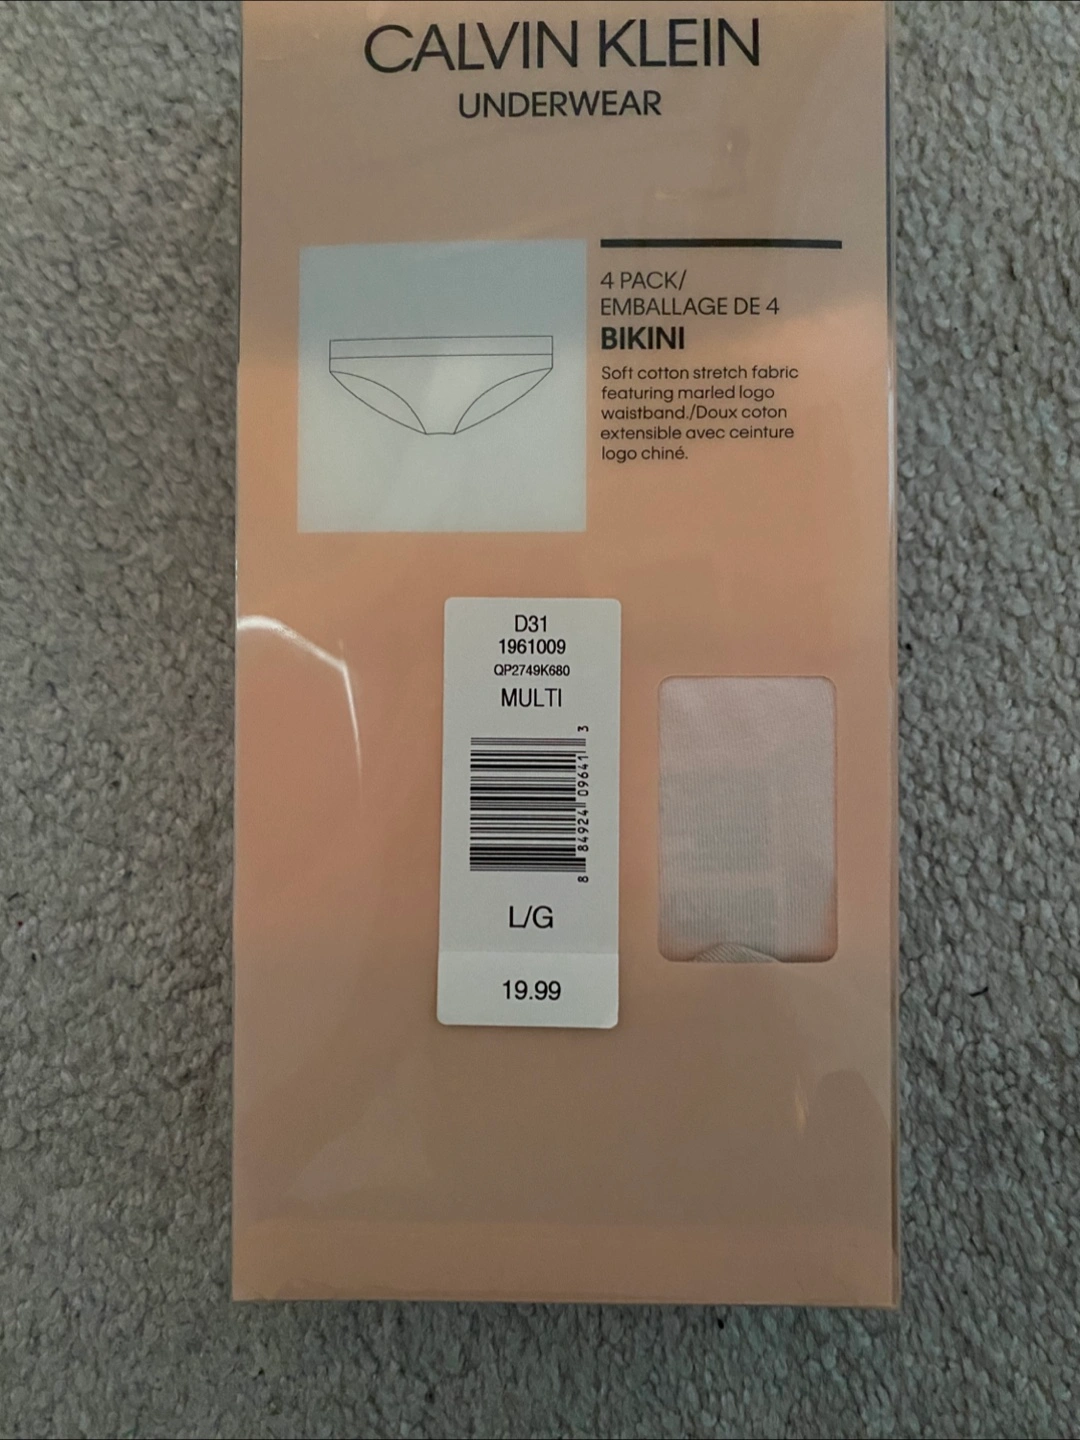 CALVIN KLEIN
UNDERWEAR
4 PACK/
EMBALLAGE DE 4
BIKINI
Soft cotton stretch fabric
featuring marled logo
waistband./Doux coton
extensible avec ceinture
logo chiné.
D31
1961009
QP2749K680
MULTI
8 84924 09641 3
L/G
19.99